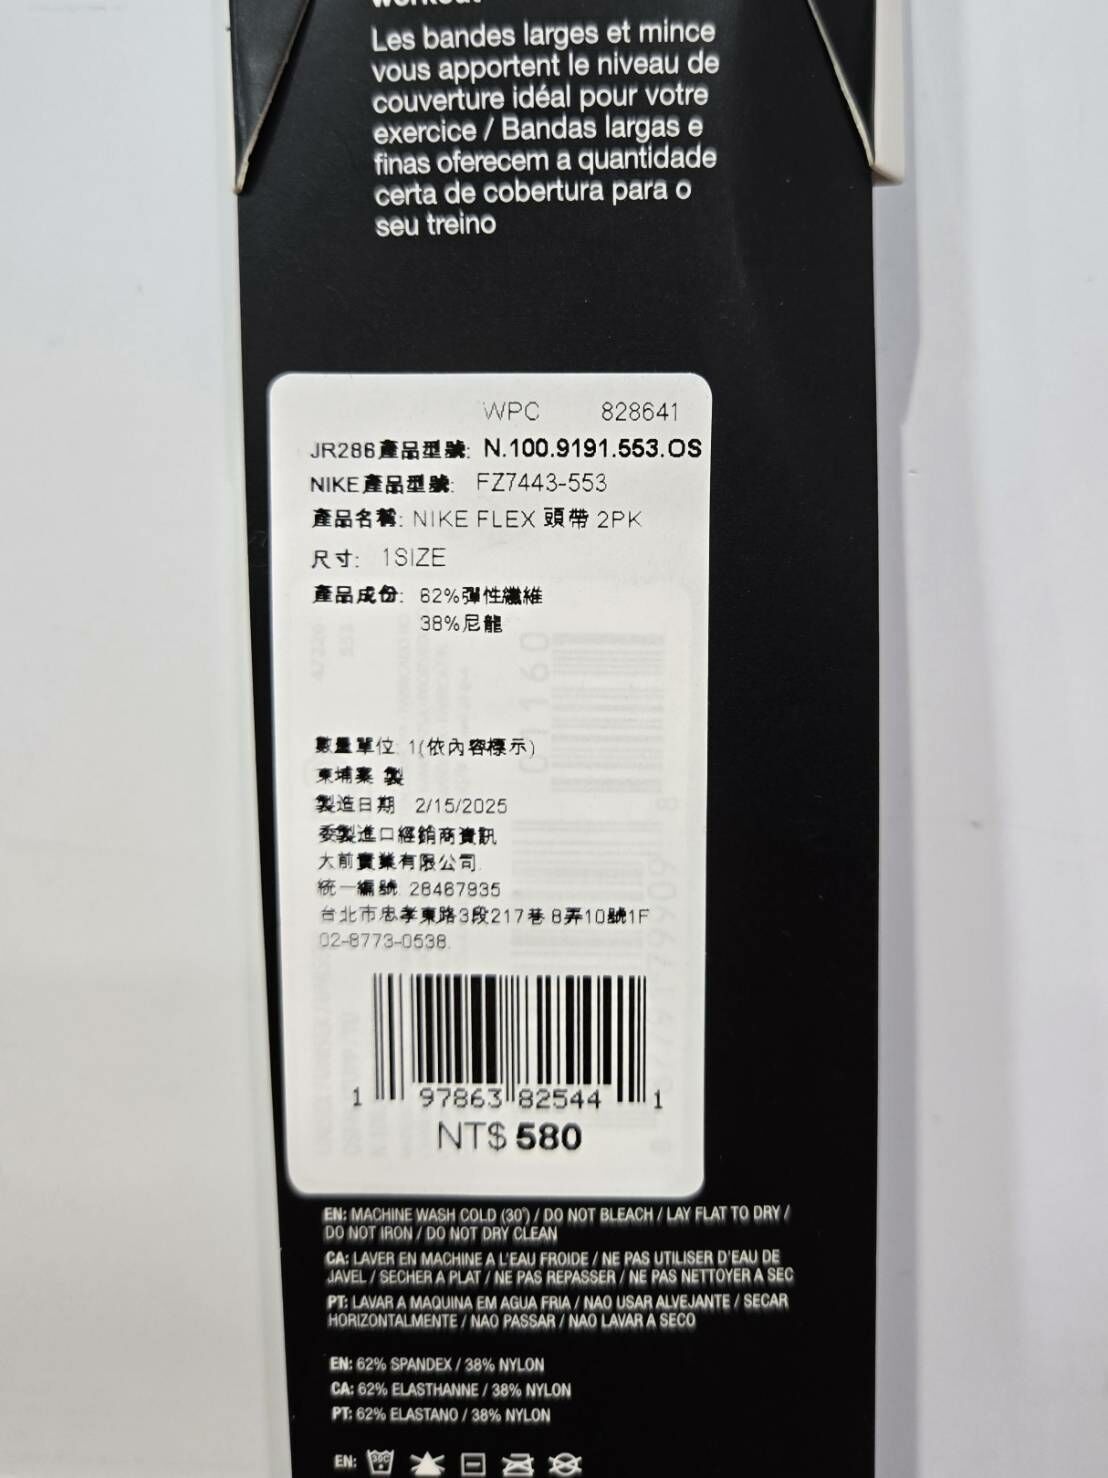 workout
Les bandes larges et mince
vous apportent le niveau de
couverture idéal pour votre
exercice / Bandas largas e
finas oferecem a quantidade
certa de cobertura para o
seu treino
WPC 828641
JR286產品型號: N.100.9191.553.OS
NIKE產品型號: FZ7443-553
產品名稱: NIKE FLEX 頭帶 2PK
尺寸: 1SIZE
產品成份: 62%彈性纖維
38%尼龍
數量單位: 1(依內容標示)
柬埔寨 製
製造日期 2/15/2025
委製進口經銷商資訊
大前實業有限公司.
統一編號 28467935
台北市忠孝東路3段217巷 8弄10號1F
02-8773-0538.
1 97863 82544 1
NT$ 580
EN: MACHINE WASH COLD (30°) / DO NOT BLEACH / LAY FLAT TO DRY /
DO NOT IRON / DO NOT DRY CLEAN
CA: LAVER EN MACHINE A L'EAU FROIDE / NE PAS UTILISER D'EAU DE
JAVEL / SECHER A PLAT / NE PAS REPASSER / NE PAS NETTOYER A SEC
PT: LAVAR A MAQUINA EM AGUA FRIA / NAO USAR ALVEJANTE / SECAR
HORIZONTALMENTE / NAO PASSAR / NAO LAVAR A SECO
EN: 62% SPANDEX / 38% NYLON
CA: 62% ELASTHANNE / 38% NYLON
PT: 62% ELASTANO / 38% NYLON
EN: 30C